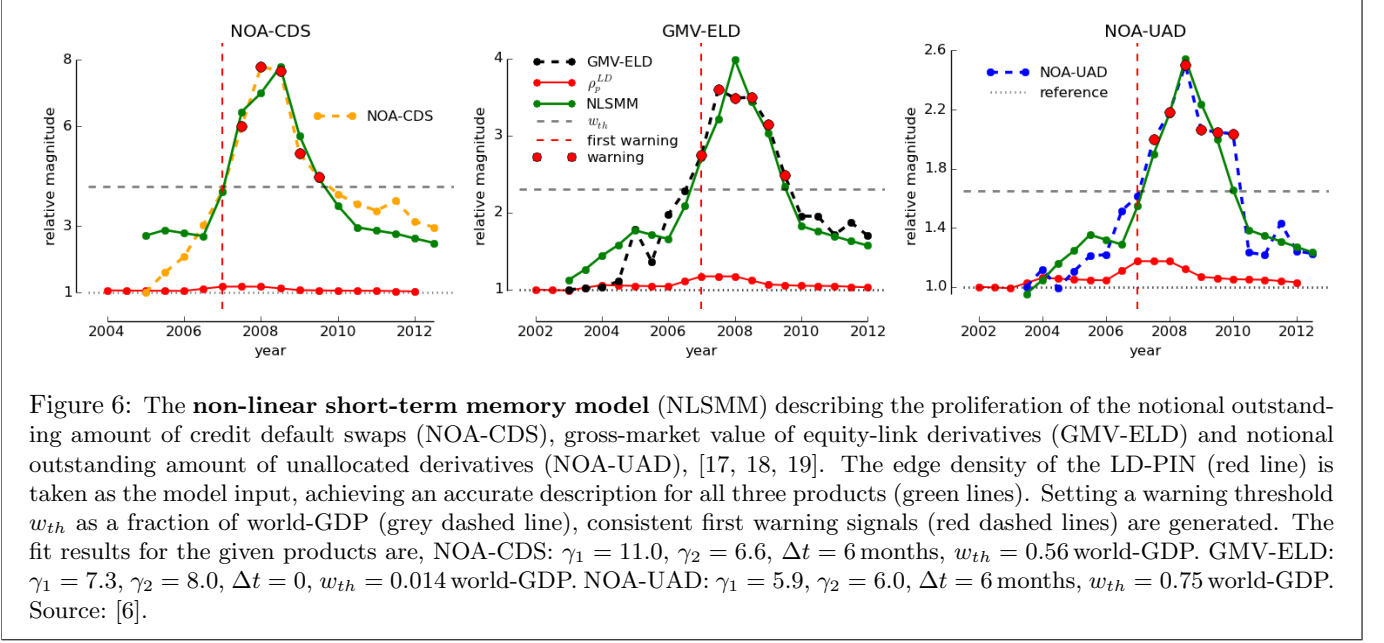 NOA-CDS
GMV-ELD
NOA-UAD
relative magnitude
8
6
3
1
NOA-CDS
2004 2006 2008 2010 2012
year
relative magnitude
4
3
2
1
GMV-ELD
ρ_p^{LD}
NLSMM
w_{th}
first warning
warning
2002 2004 2006 2008 2010 2012
year
relative magnitude
2.6
2.2
1.8
1.4
1.0
NOA-UAD
reference
2002 2004 2006 2008 2010 2012
year
Figure 6: The non-linear short-term memory model (NLSMM) describing the proliferation of the notional outstand-
ing amount of credit default swaps (NOA-CDS), gross-market value of equity-link derivatives (GMV-ELD) and notional
outstanding amount of unallocated derivatives (NOA-UAD), [17, 18, 19]. The edge density of the LD-PIN (red line) is
taken as the model input, achieving an accurate description for all three products (green lines). Setting a warning threshold
w_{th} as a fraction of world-GDP (grey dashed line), consistent first warning signals (red dashed lines) are generated. The
fit results for the given products are, NOA-CDS: γ₁ = 11.0, γ₂ = 6.6, Δt = 6 months, w_{th} = 0.56 world-GDP. GMV-ELD:
γ₁ = 7.3, γ₂ = 8.0, Δt = 0, w_{th} = 0.014 world-GDP. NOA-UAD: γ₁ = 5.9, γ₂ = 6.0, Δt = 6 months, w_{th} = 0.75 world-GDP.
Source: [6].